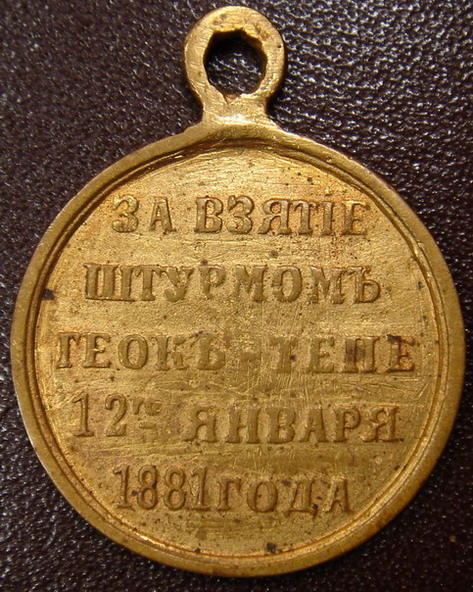 ЗА ВЗЯТІЕ
ШТУРМОМЪ
ГЕОКЪ-ТЕПЕ
12ГО ЯНВАРЯ
1881 ГОДА